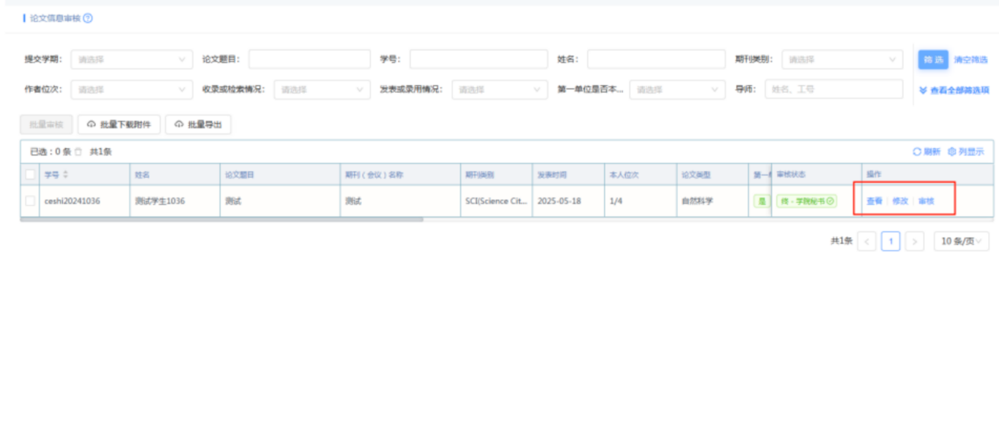 论文信息审核
提交学期： 请选择 论文题目： 学号： 姓名： 期刊类别： 请选择 筛选 清空筛选
作者位次： 请选择 收录或检索情况： 请选择 发表或录用情况： 请选择 第一单位是否本... 请选择 导师： 姓名、工号 查看全部筛选项
批量审核 批量下载附件 批量导出
已选：0 条 共1条 刷新 列显示
学号 姓名 论文题目 期刊（会议）名称 期刊类别 发表时间 本人位次 论文类型 第一 审核状态 操作
ceshi20241036 测试学生1036 测试 测试 SCI(Science Cit... 2025-05-18 1/4 自然科学 是 - 学院秘书 查看 修改 审核
共1条 < 1 > 10 条/页